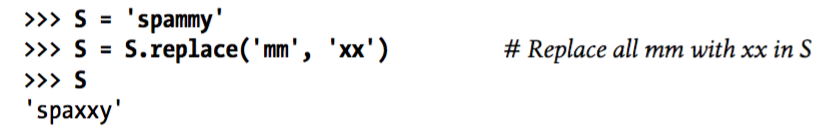 >>> S = 'spammy'
>>> S = S.replace('mm', 'xx') # Replace all mm with xx in S
>>> S
'spaxxy'